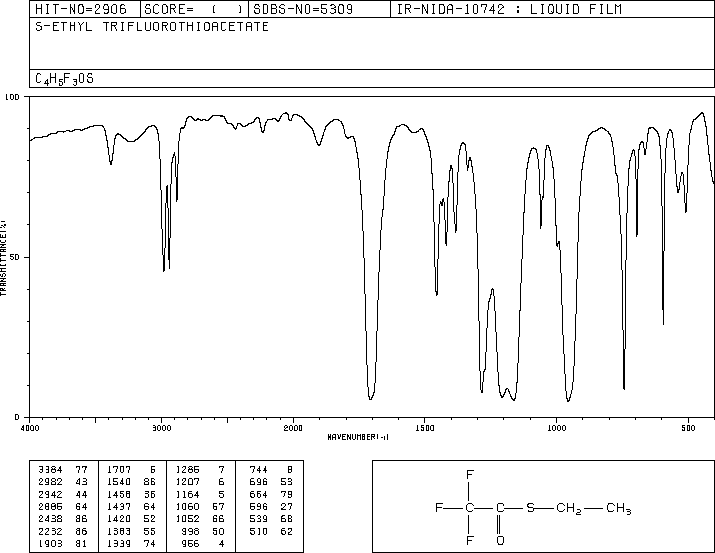 HIT-NO=2906 SCORE= ( ) SDBS-NO=5309 IR-NIDA-10742 : LIQUID FILM
S-ETHYL TRIFLUOROTHIOACETATE
C4H5F3OS
100
50
0
TRANSMITTANCE(%)
4000 3000 2000 1500 1000 500
WAVENUMBER(-1)
3384 77 1707 5 1286 7 744 8
2982 43 1540 86 1207 6 696 53
2942 44 1458 36 1164 5 664 79
2885 64 1437 64 1060 57 596 27
2438 86 1420 52 1052 66 539 68
2232 86 1383 55 998 50 510 62
1903 81 1339 74 956 4
F
F C C S CH2 CH3
F O